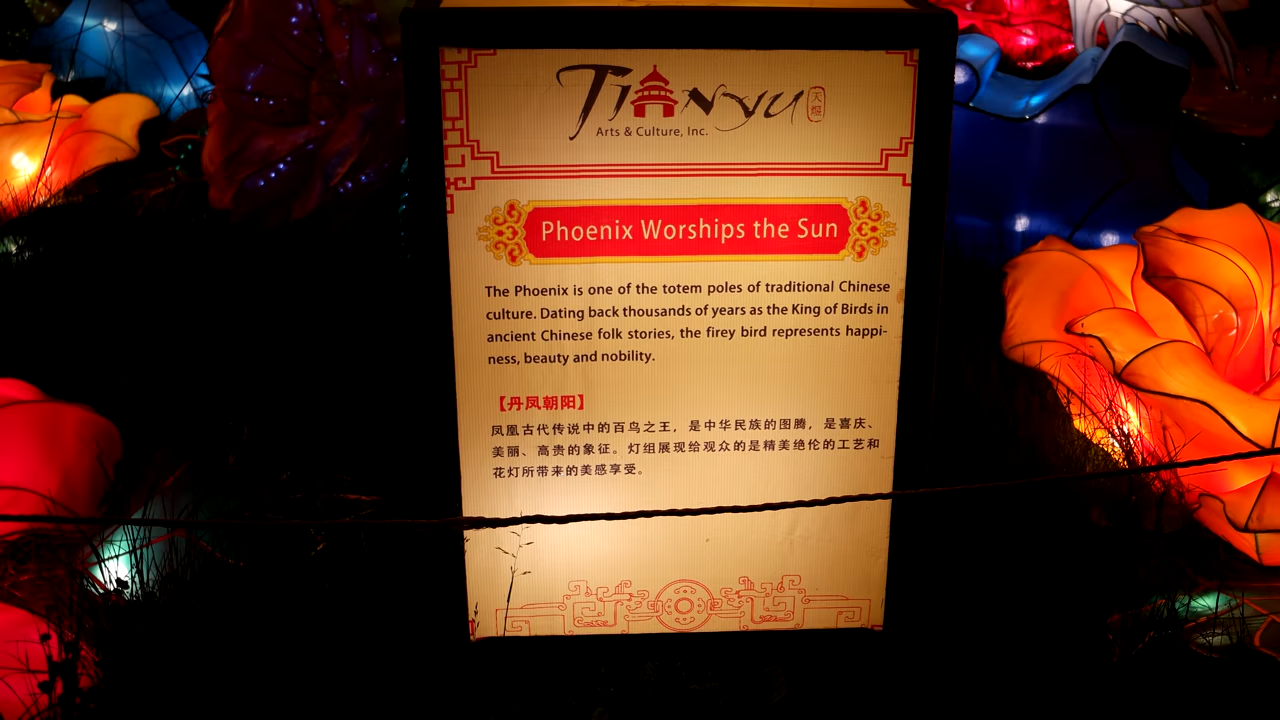 TIANYU
天煜
Arts & Culture, Inc.
Phoenix Worships the Sun
The Phoenix is one of the totem poles of traditional Chinese
culture. Dating back thousands of years as the King of Birds in
ancient Chinese folk stories, the firey bird represents happi-
ness, beauty and nobility.
【丹凤朝阳】
凤凰古代传说中的百鸟之王，是中华民族的图腾，是喜庆、
美丽、高贵的象征。灯组展现给观众的是精美绝伦的工艺和
花灯所带来的美感享受。